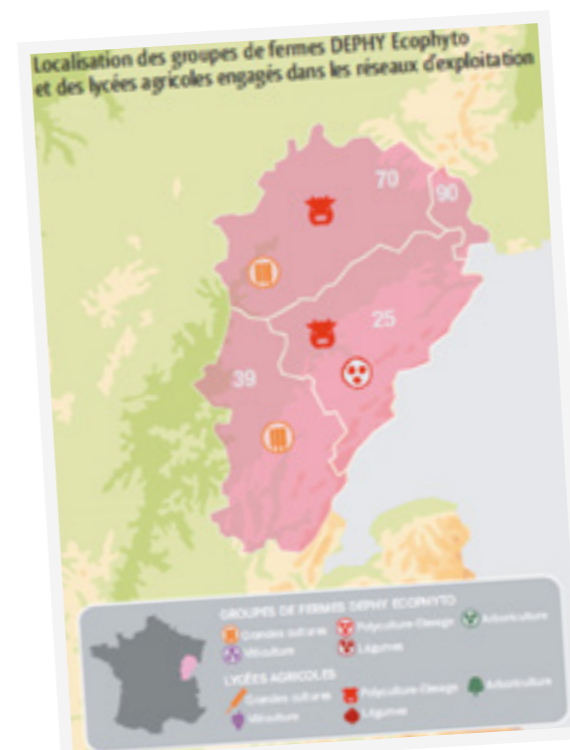 Localisation des groupes de fermes DEPHY Ecophyto
et des lycées agricoles engagés dans les réseaux d'exploitation
70
90
25
39
GROUPES DE FERMES DEPHY ECOPHYTO
Grandes cultures Polyculture-Elevage Arboriculture
Viticulture Légumes
LYCÉES AGRICOLES
Grandes cultures Polyculture-Elevage Arboriculture
Viticulture Légumes